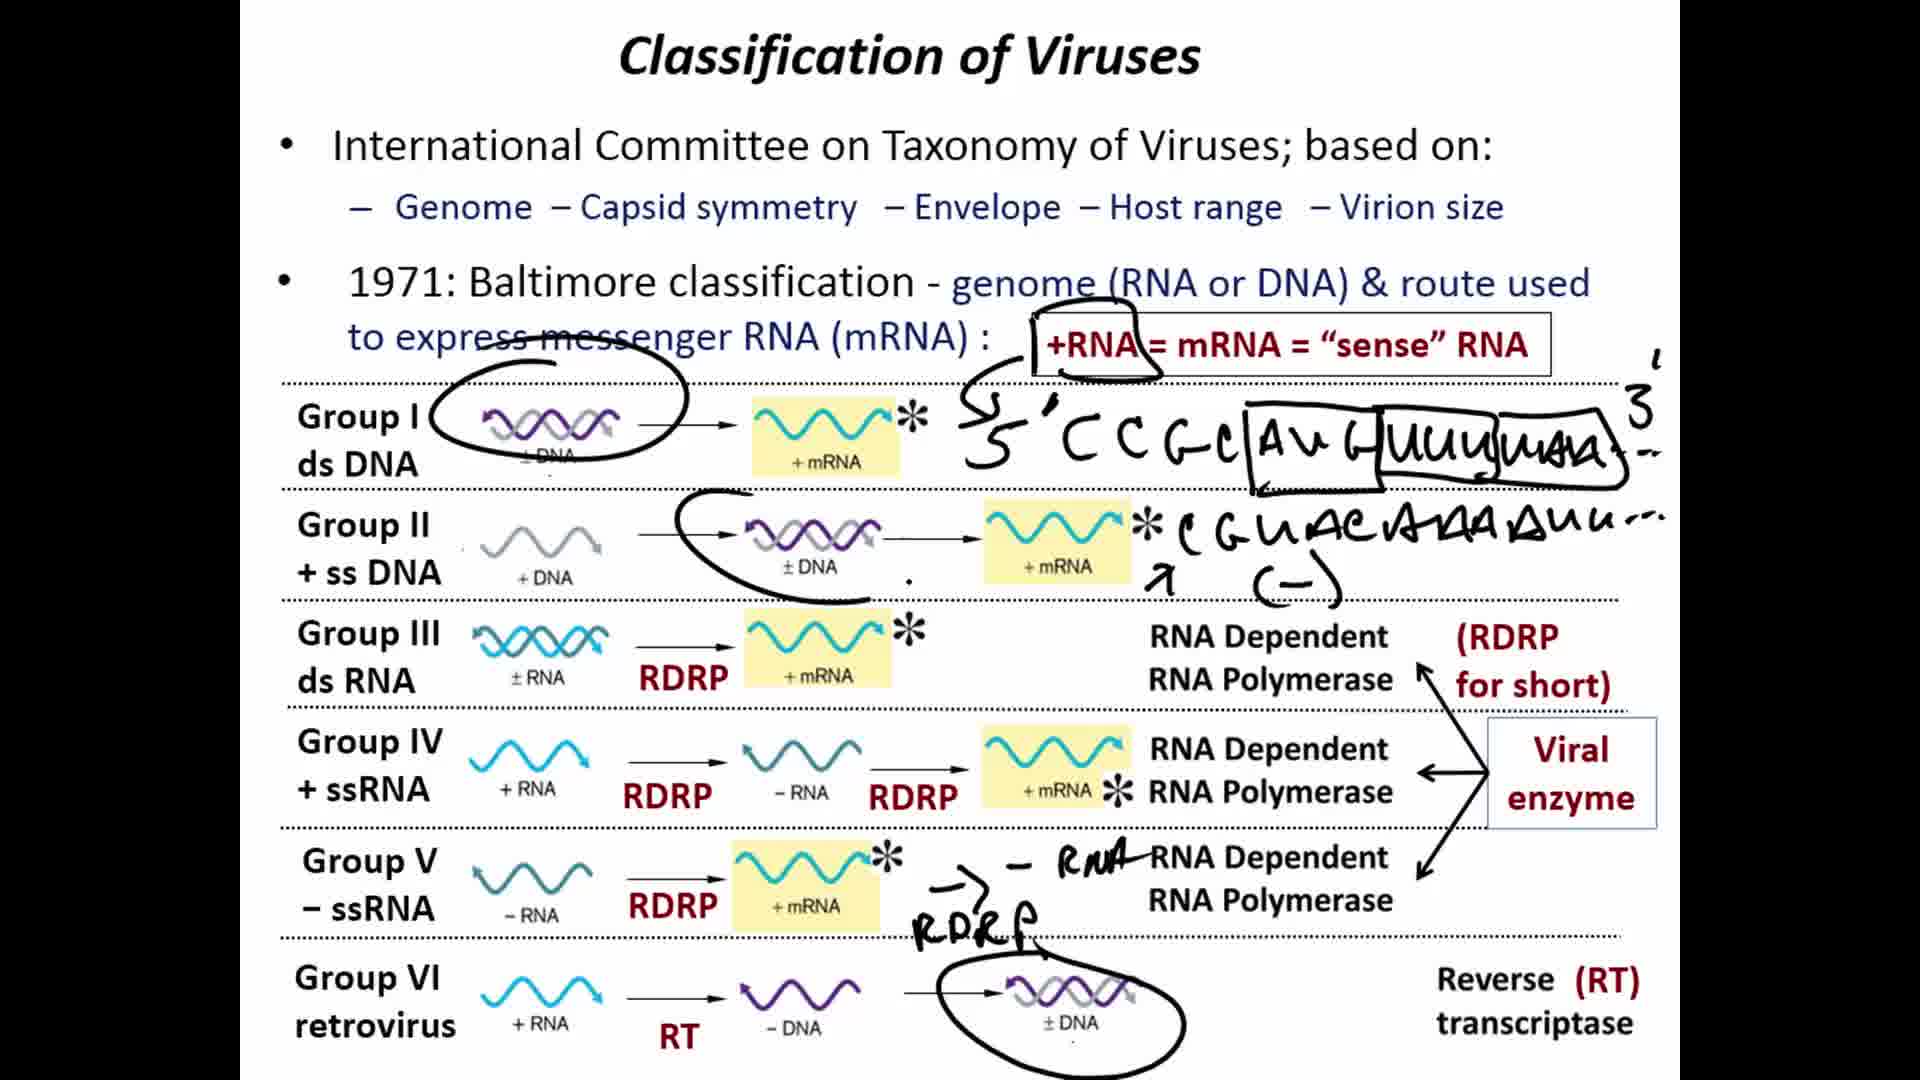 Classification of Viruses
• International Committee on Taxonomy of Viruses; based on:
– Genome – Capsid symmetry – Envelope – Host range – Virion size
• 1971: Baltimore classification - genome (RNA or DNA) & route used
to express messenger RNA (mRNA) :
+RNA = mRNA = “sense” RNA
Group I
ds DNA
± DNA
+ mRNA *
5' CCGC AUG UUU UAA ... 3'
Group II
+ ss DNA
+ DNA
± DNA
+ mRNA *
CGUACAAAAUU...
(–)
Group III
ds RNA
± RNA
RDRP
+ mRNA *
RNA Dependent
RNA Polymerase
(RDRP
for short)
Group IV
+ ssRNA
+ RNA
RDRP
– RNA
RDRP
+ mRNA *
RNA Dependent
RNA Polymerase
Viral
enzyme
Group V
– ssRNA
– RNA
RDRP
+ mRNA *
– RNA
RDRP
RNA Dependent
RNA Polymerase
Group VI
retrovirus
+ RNA
RT
– DNA
± DNA
Reverse (RT)
transcriptase